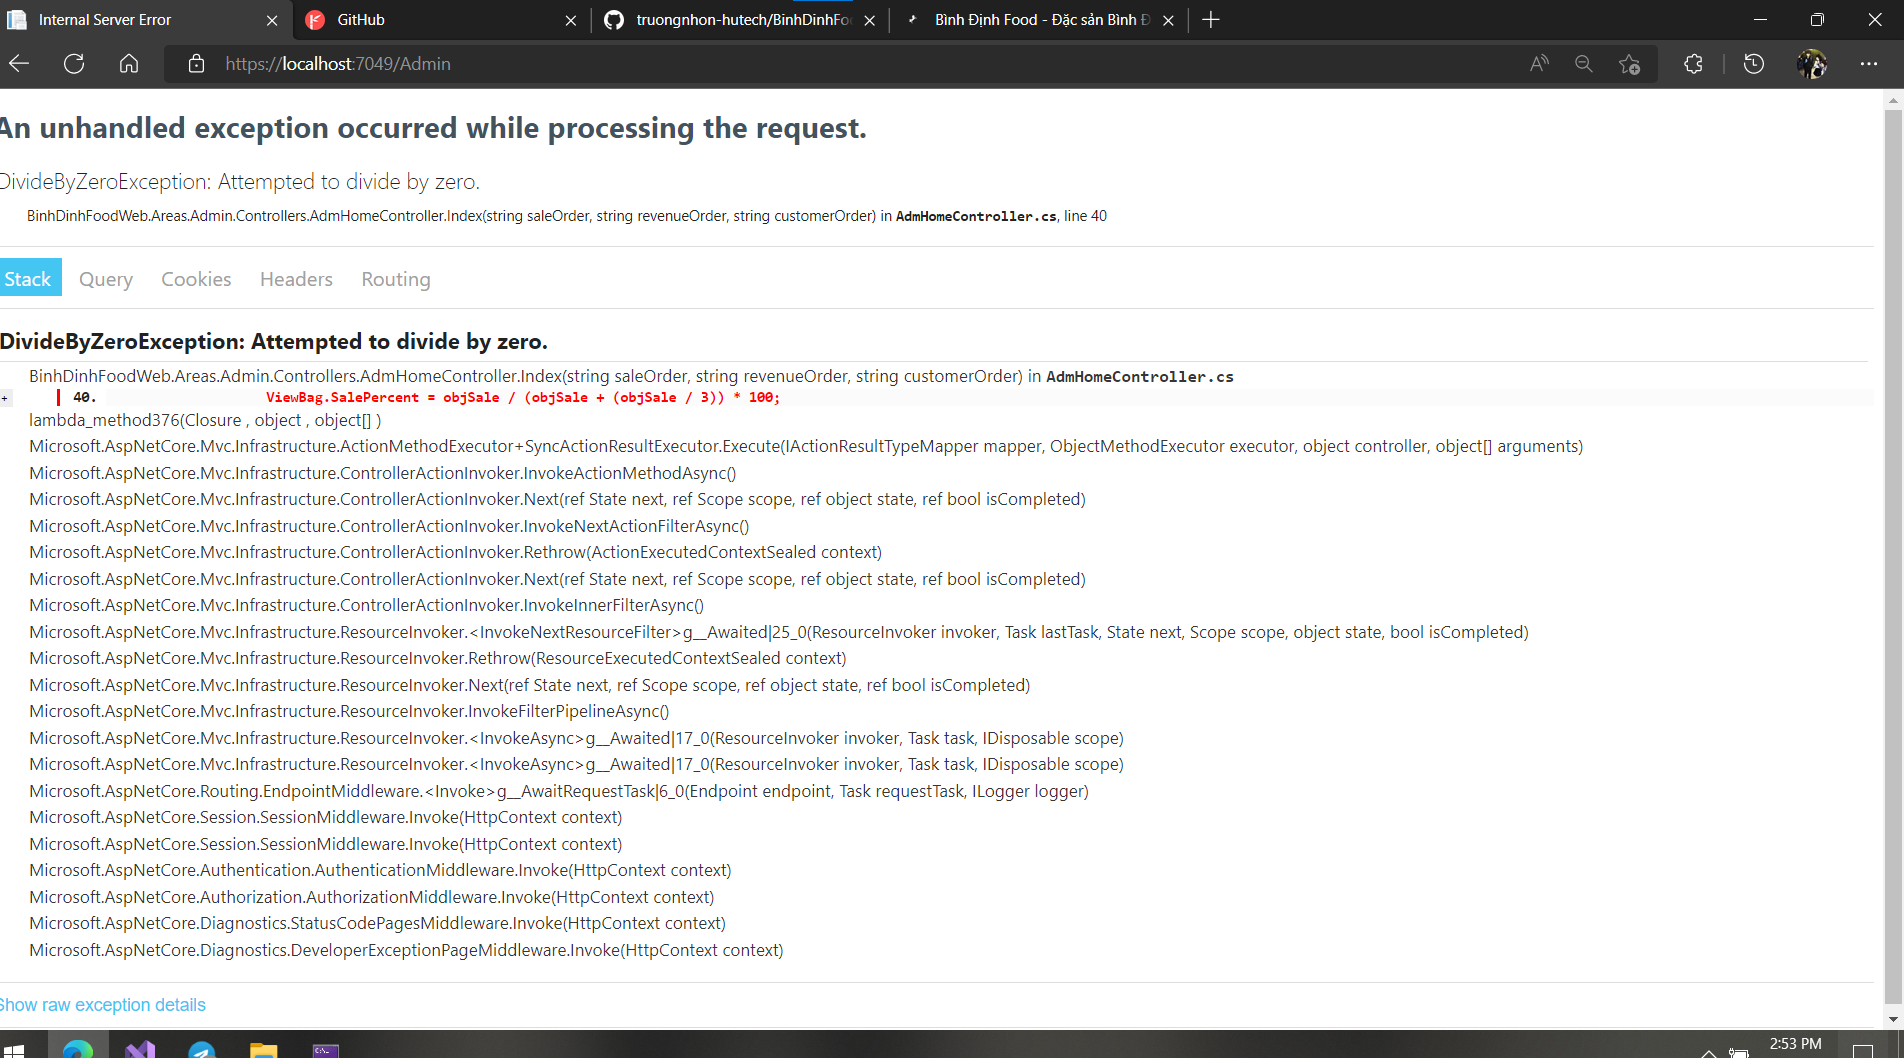 Internal Server Error
GitHub
truongnhon-hutech/BinhDinhFoo
Bình Định Food - Đặc sản Bình Đ
https://localhost:7049/Admin
An unhandled exception occurred while processing the request.
DivideByZeroException: Attempted to divide by zero.
BinhDinhFoodWeb.Areas.Admin.Controllers.AdmHomeController.Index(string saleOrder, string revenueOrder, string customerOrder) in AdmHomeController.cs, line 40
Stack Query Cookies Headers Routing
DivideByZeroException: Attempted to divide by zero.
BinhDinhFoodWeb.Areas.Admin.Controllers.AdmHomeController.Index(string saleOrder, string revenueOrder, string customerOrder) in AdmHomeController.cs
+ 40. ViewBag.SalePercent = objSale / (objSale + (objSale / 3)) * 100;
lambda_method376(Closure , object , object[] )
Microsoft.AspNetCore.Mvc.Infrastructure.ActionMethodExecutor+SyncActionResultExecutor.Execute(IActionResultTypeMapper mapper, ObjectMethodExecutor executor, object controller, object[] arguments)
Microsoft.AspNetCore.Mvc.Infrastructure.ControllerActionInvoker.InvokeActionMethodAsync()
Microsoft.AspNetCore.Mvc.Infrastructure.ControllerActionInvoker.Next(ref State next, ref Scope scope, ref object state, ref bool isCompleted)
Microsoft.AspNetCore.Mvc.Infrastructure.ControllerActionInvoker.InvokeNextActionFilterAsync()
Microsoft.AspNetCore.Mvc.Infrastructure.ControllerActionInvoker.Rethrow(ActionExecutedContextSealed context)
Microsoft.AspNetCore.Mvc.Infrastructure.ControllerActionInvoker.Next(ref State next, ref Scope scope, ref object state, ref bool isCompleted)
Microsoft.AspNetCore.Mvc.Infrastructure.ControllerActionInvoker.InvokeInnerFilterAsync()
Microsoft.AspNetCore.Mvc.Infrastructure.ResourceInvoker.<InvokeNextResourceFilter>g__Awaited|25_0(ResourceInvoker invoker, Task lastTask, State next, Scope scope, object state, bool isCompleted)
Microsoft.AspNetCore.Mvc.Infrastructure.ResourceInvoker.Rethrow(ResourceExecutedContextSealed context)
Microsoft.AspNetCore.Mvc.Infrastructure.ResourceInvoker.Next(ref State next, ref Scope scope, ref object state, ref bool isCompleted)
Microsoft.AspNetCore.Mvc.Infrastructure.ResourceInvoker.InvokeFilterPipelineAsync()
Microsoft.AspNetCore.Mvc.Infrastructure.ResourceInvoker.<InvokeAsync>g__Awaited|17_0(ResourceInvoker invoker, Task task, IDisposable scope)
Microsoft.AspNetCore.Mvc.Infrastructure.ResourceInvoker.<InvokeAsync>g__Awaited|17_0(ResourceInvoker invoker, Task task, IDisposable scope)
Microsoft.AspNetCore.Routing.EndpointMiddleware.<Invoke>g__AwaitRequestTask|6_0(Endpoint endpoint, Task requestTask, ILogger logger)
Microsoft.AspNetCore.Session.SessionMiddleware.Invoke(HttpContext context)
Microsoft.AspNetCore.Session.SessionMiddleware.Invoke(HttpContext context)
Microsoft.AspNetCore.Authentication.AuthenticationMiddleware.Invoke(HttpContext context)
Microsoft.AspNetCore.Authorization.AuthorizationMiddleware.Invoke(HttpContext context)
Microsoft.AspNetCore.Diagnostics.StatusCodePagesMiddleware.Invoke(HttpContext context)
Microsoft.AspNetCore.Diagnostics.DeveloperExceptionPageMiddleware.Invoke(HttpContext context)
Show raw exception details
2:53 PM